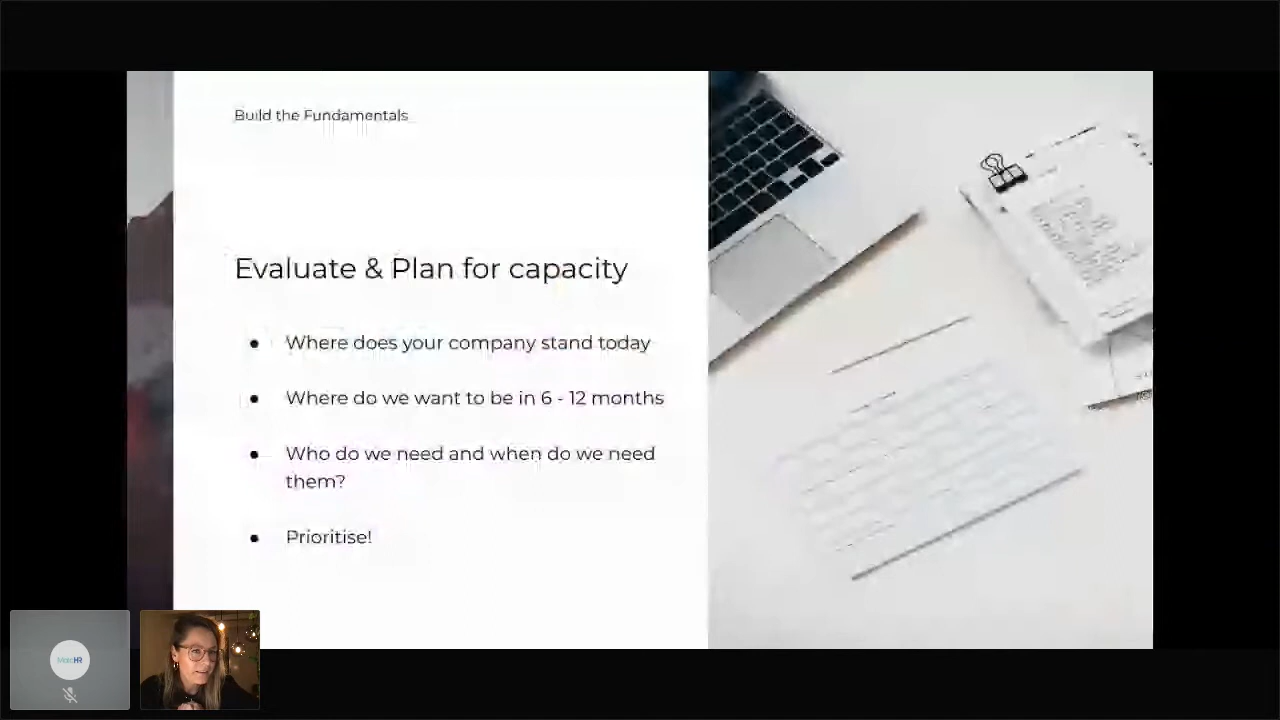 Build the Fundamentals
Evaluate & Plan for capacity
● Where does your company stand today
● Where do we want to be in 6 - 12 months
● Who do we need and when do we need
them?
● Prioritise!